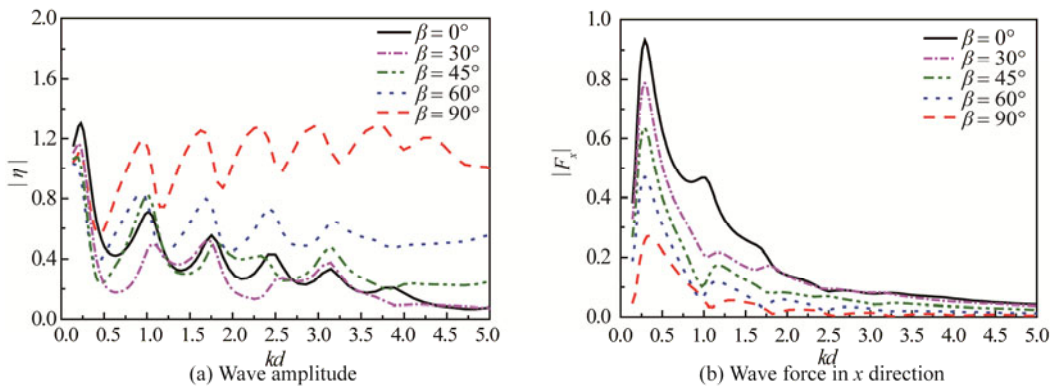 2.0
1.6
1.2
0.8
0.4
0.0
|η|
0.0 0.5 1.0 1.5 2.0 2.5 3.0 3.5 4.0 4.5 5.0
kd
β = 0°
β = 30°
β = 45°
β = 60°
β = 90°
(a) Wave amplitude
1.0
0.8
0.6
0.4
0.2
0.0
|Fx|
0.0 0.5 1.0 1.5 2.0 2.5 3.0 3.5 4.0 4.5 5.0
kd
β = 0°
β = 30°
β = 45°
β = 60°
β = 90°
(b) Wave force in x direction